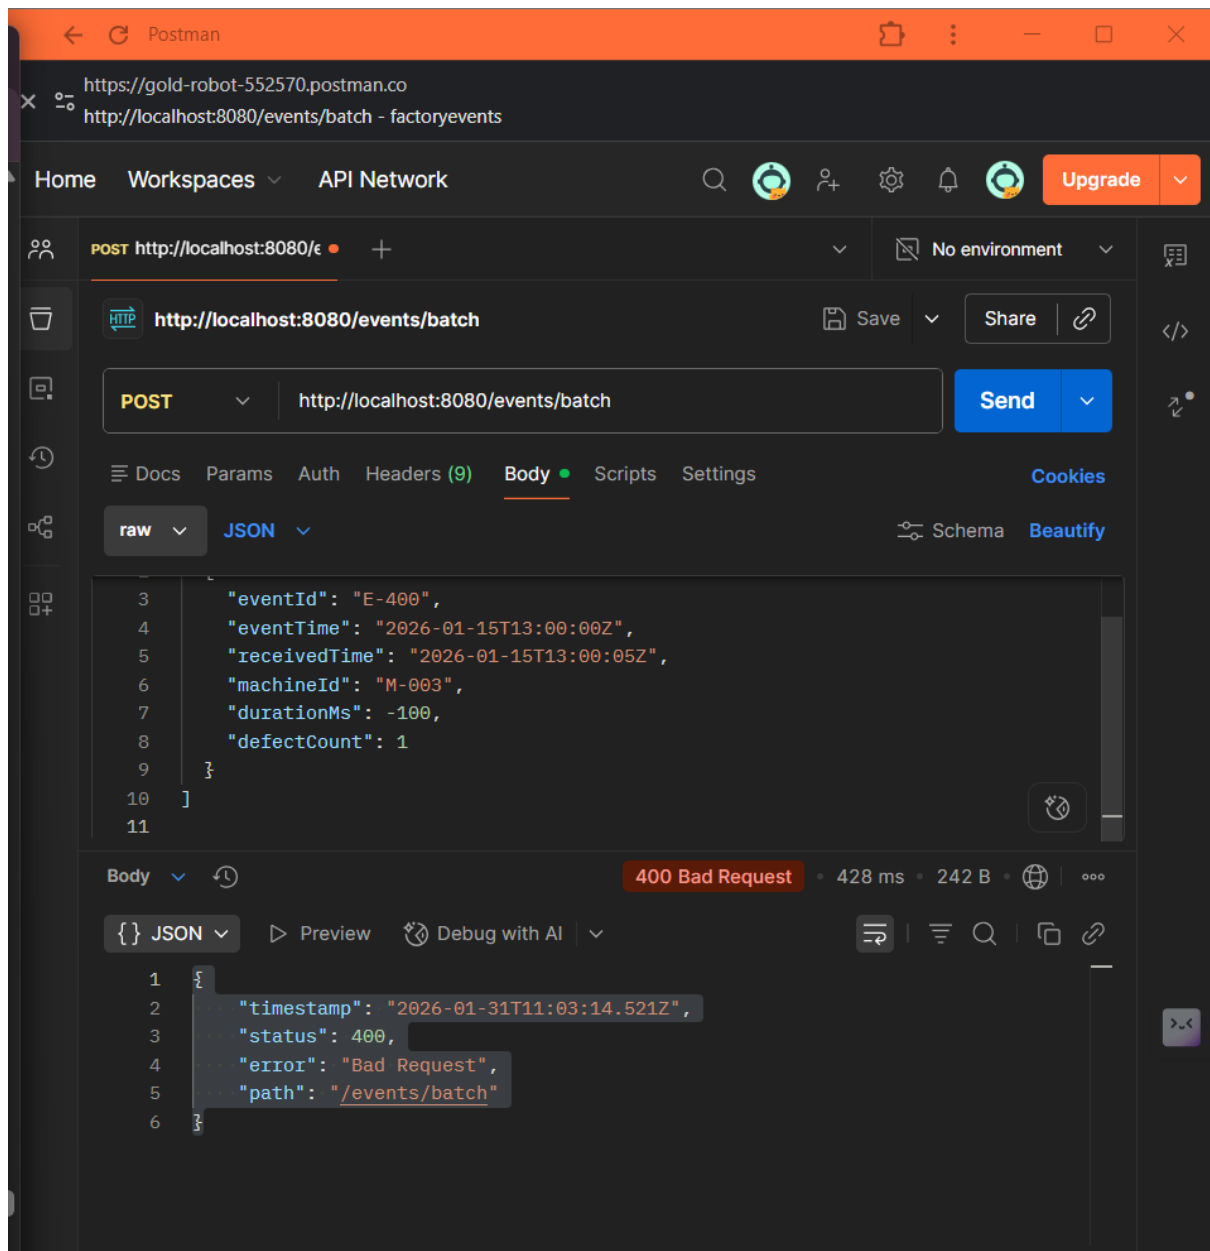 Postman
https://gold-robot-552570.postman.co
http://localhost:8080/events/batch - factoryevents
Home Workspaces API Network Upgrade
POST http://localhost:8080/e No environment
HTTP http://localhost:8080/events/batch Save Share
POST http://localhost:8080/events/batch Send
Docs Params Auth Headers (9) Body Scripts Settings Cookies
raw JSON Schema Beautify
3 "eventId": "E-400",
4 "eventTime": "2026-01-15T13:00:00Z",
5 "receivedTime": "2026-01-15T13:00:05Z",
6 "machineId": "M-003",
7 "durationMs": -100,
8 "defectCount": 1
9 }
10 ]
11
Body 400 Bad Request • 428 ms • 242 B
{} JSON Preview Debug with AI
1 {
2 "timestamp": "2026-01-31T11:03:14.521Z",
3 "status": 400,
4 "error": "Bad Request",
5 "path": "/events/batch"
6 }